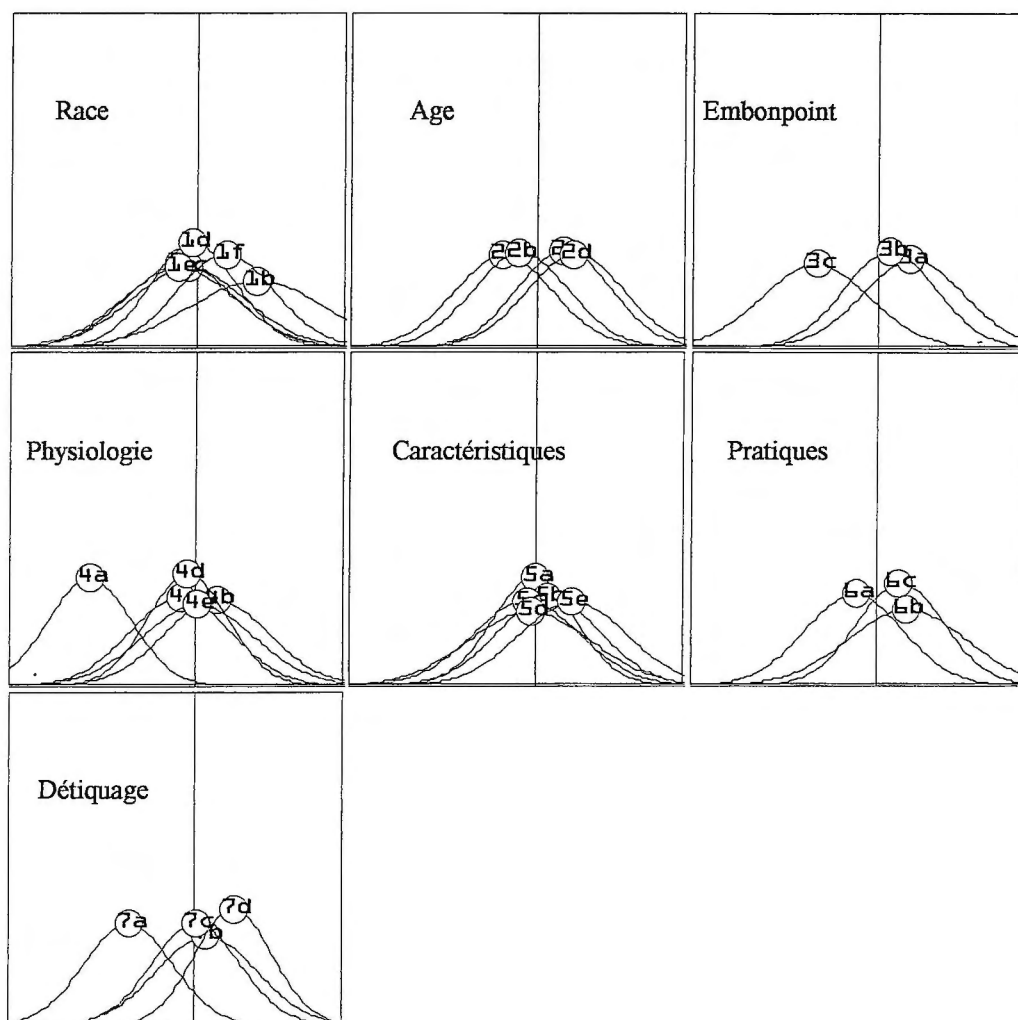 Race
1d
1f
1e
1b
Age
2b
2d
Embonpoint
3b
3c
Physiologie
4a
4d
4e
Caractéristiques
5a
5e
5d
Pratiques
6c
6a
6b
Détiquage
7d
7a
7c
b